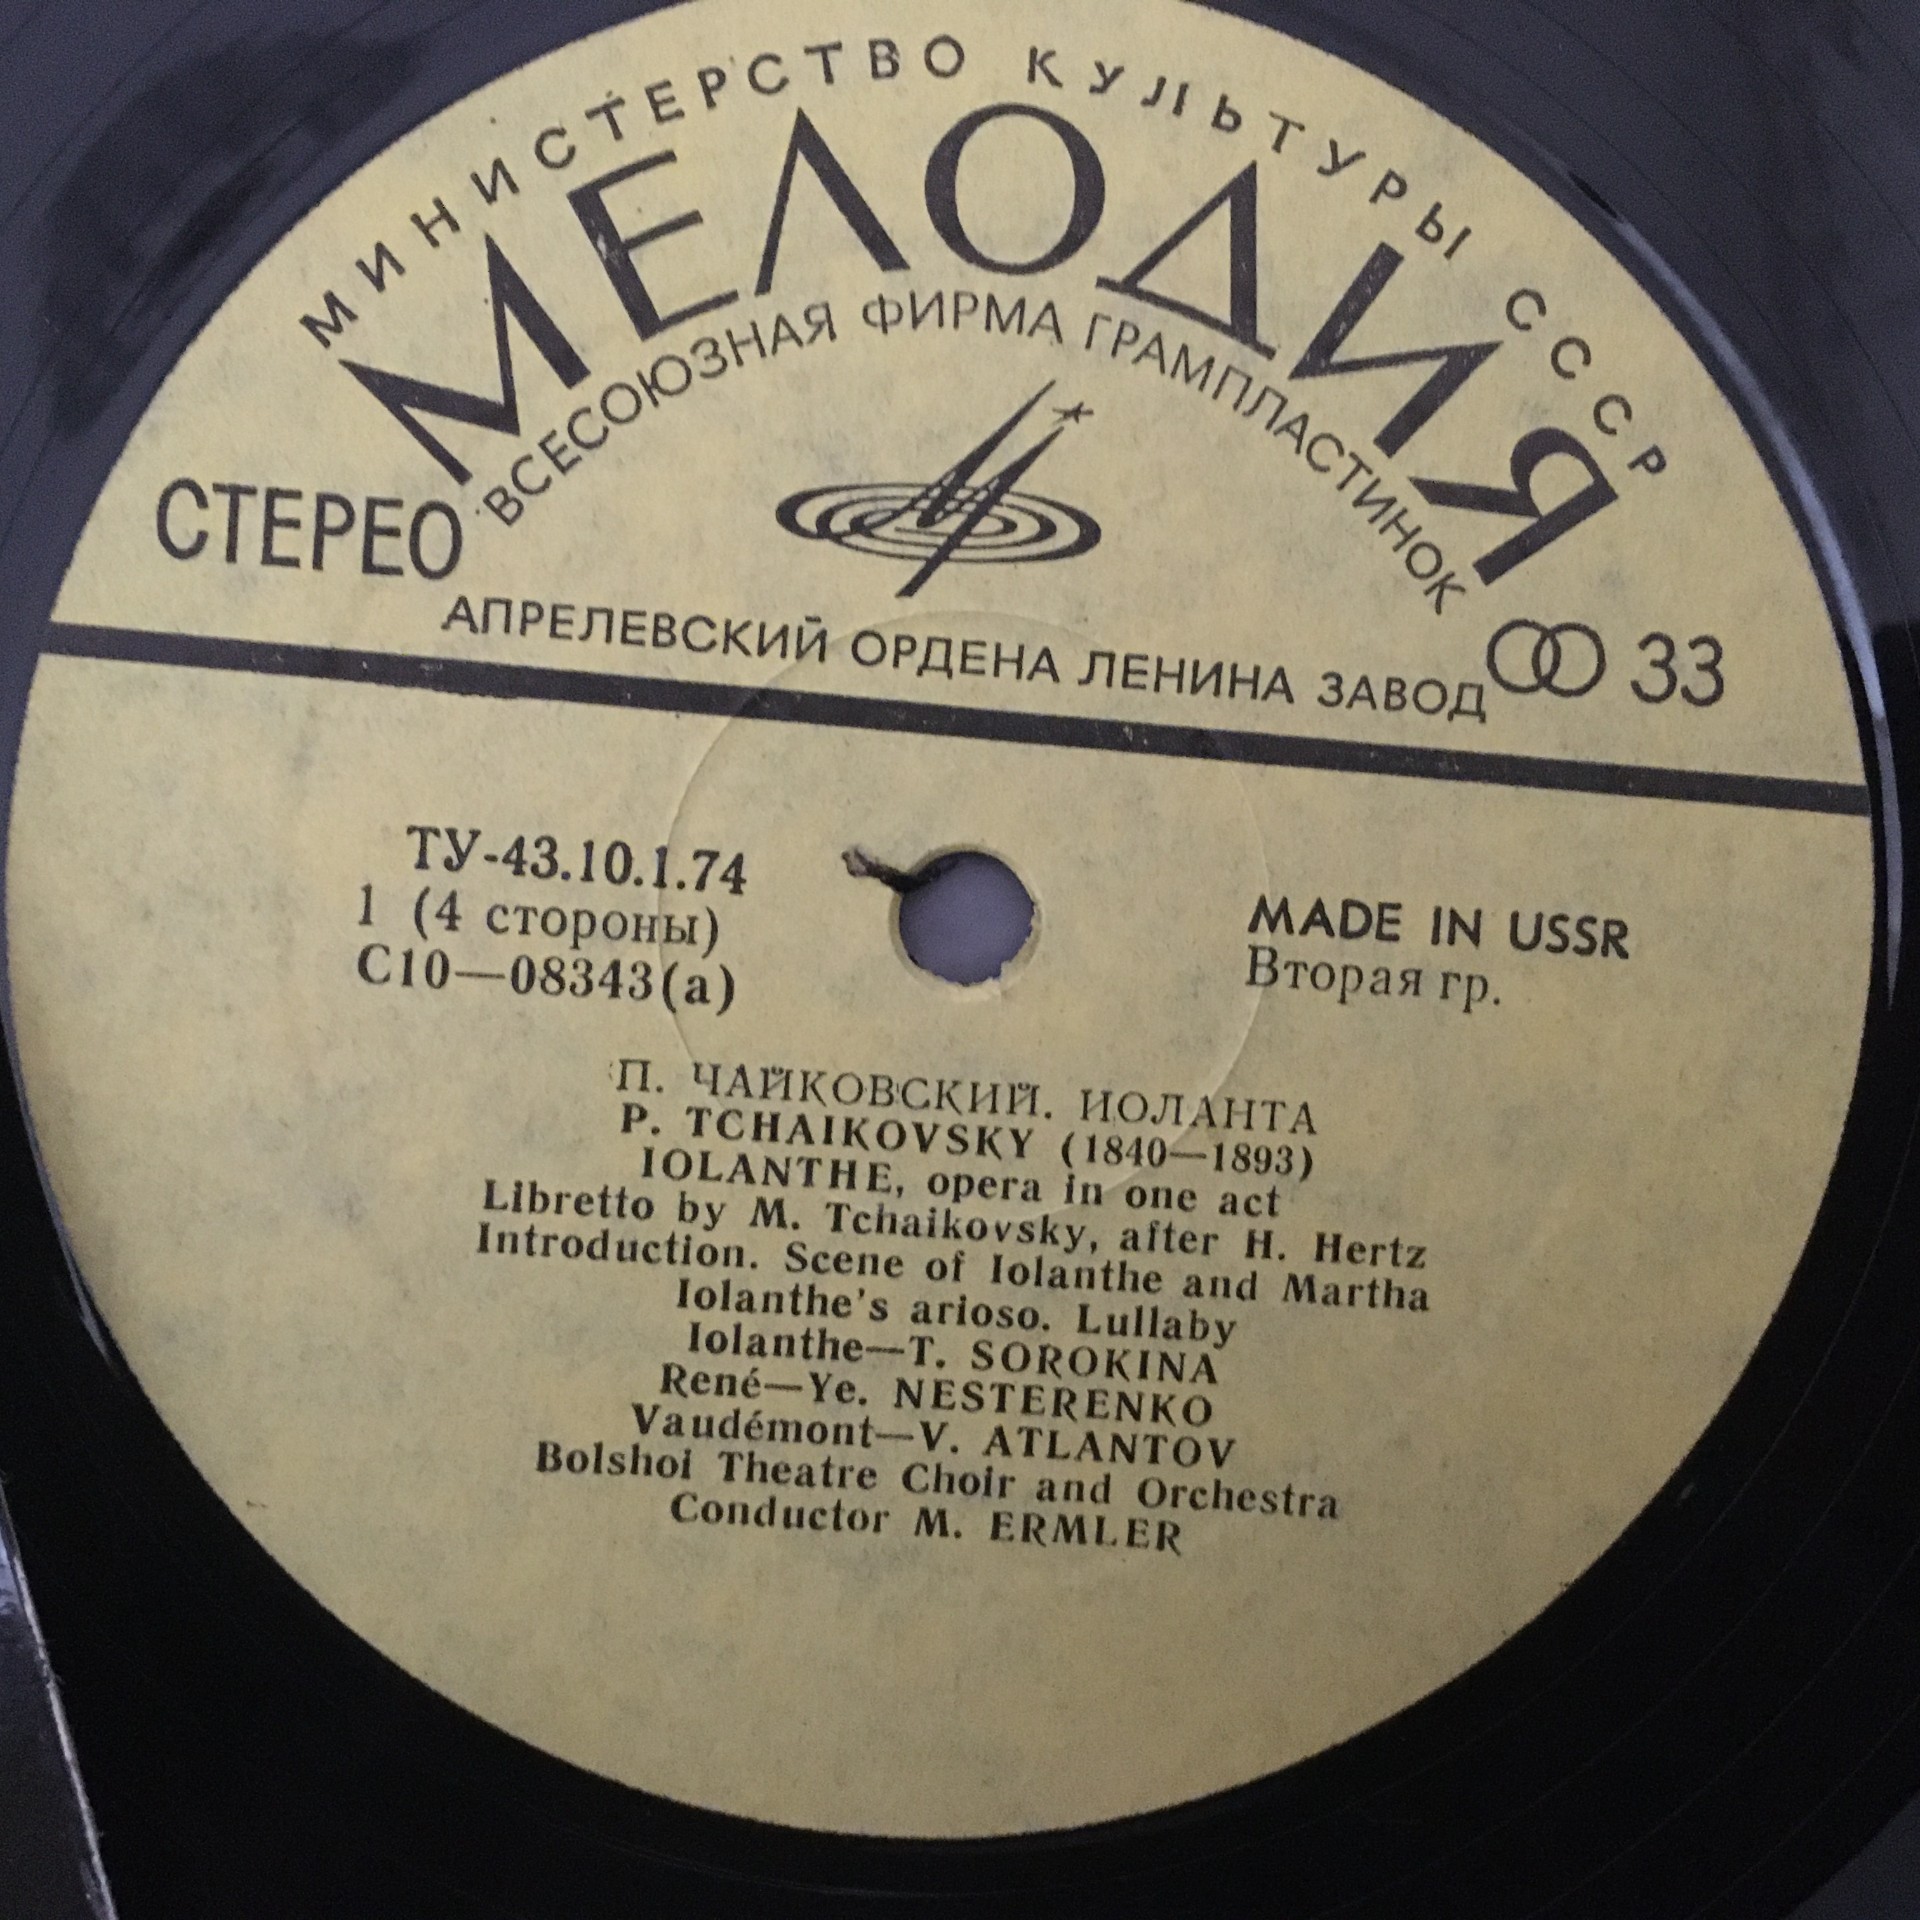 МИНИСТЕРСТВО КУЛЬТУРЫ СССР
МЕЛОДИЯ
ВСЕСОЮЗНАЯ ФИРМА ГРАМПЛАСТИНОК
СТЕРЕО
33
АПРЕЛЕВСКИЙ ОРДЕНА ЛЕНИНА ЗАВОД
ТУ-43.10.1.74
1 (4 стороны)
С10—08343(а)
MADE IN USSR
Вторая гр.
П. ЧАЙКОВСКИЙ. ИОЛАНТА
P. TCHAIKOVSKY (1840—1893)
IOLANTHE, opera in one act
Libretto by M. Tchaikovsky, after H. Hertz
Introduction. Scene of Iolanthe and Martha
Iolanthe's arioso. Lullaby
Iolanthe—T. SOROKINA
René—Ye. NESTERENKO
Vaudémont—V. ATLANTOV
Bolshoi Theatre Choir and Orchestra
Conductor M. ERMLER